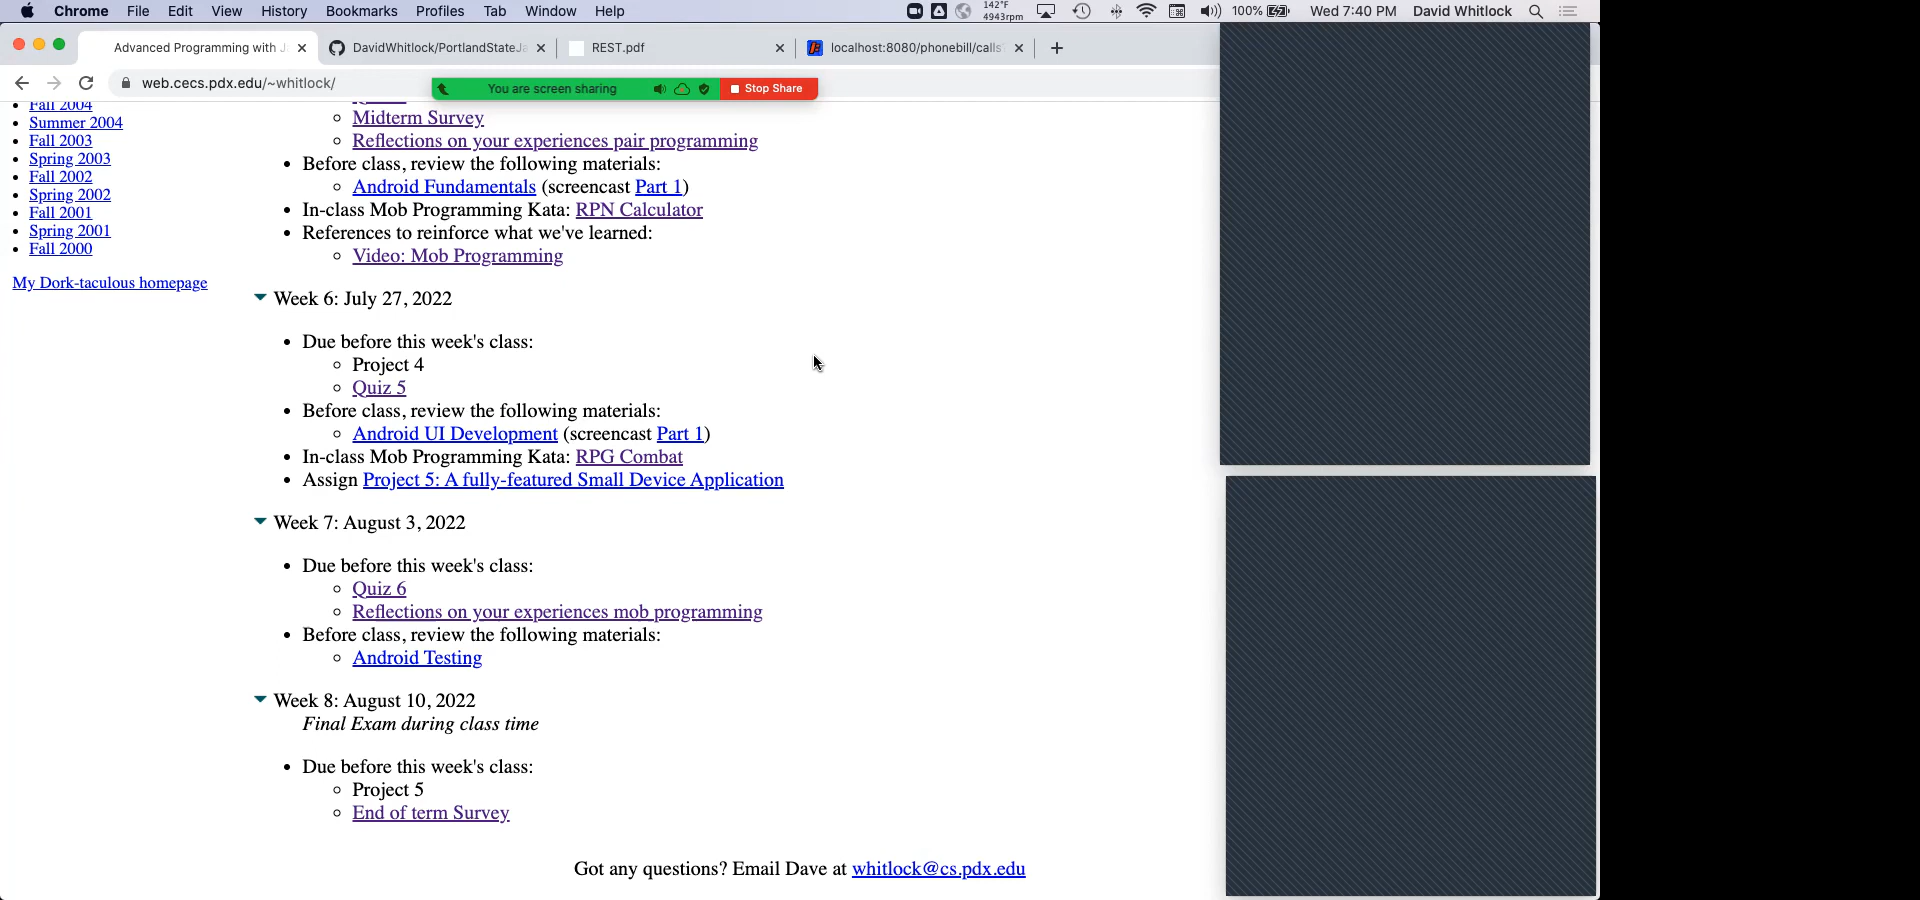 Chrome File Edit View History Bookmarks Profiles Tab Window Help
142°F
4943rpm
100% Wed 7:40 PM David Whitlock
Advanced Programming with J
DavidWhitlock/PortlandStateJa
REST.pdf
localhost:8080/phonebill/calls
web.cecs.pdx.edu/~whitlock/
You are screen sharing
Stop Share
Fall 2004
Summer 2004
Fall 2003
Spring 2003
Fall 2002
Spring 2002
Fall 2001
Spring 2001
Fall 2000
My Dork-taculous homepage
Midterm Survey
Reflections on your experiences pair programming
Before class, review the following materials:
Android Fundamentals (screencast Part 1)
In-class Mob Programming Kata: RPN Calculator
References to reinforce what we've learned:
Video: Mob Programming
Week 6: July 27, 2022
Due before this week's class:
Project 4
Quiz 5
Before class, review the following materials:
Android UI Development (screencast Part 1)
In-class Mob Programming Kata: RPG Combat
Assign Project 5: A fully-featured Small Device Application
Week 7: August 3, 2022
Due before this week's class:
Quiz 6
Reflections on your experiences mob programming
Before class, review the following materials:
Android Testing
Week 8: August 10, 2022
Final Exam during class time
Due before this week's class:
Project 5
End of term Survey
Got any questions? Email Dave at whitlock@cs.pdx.edu